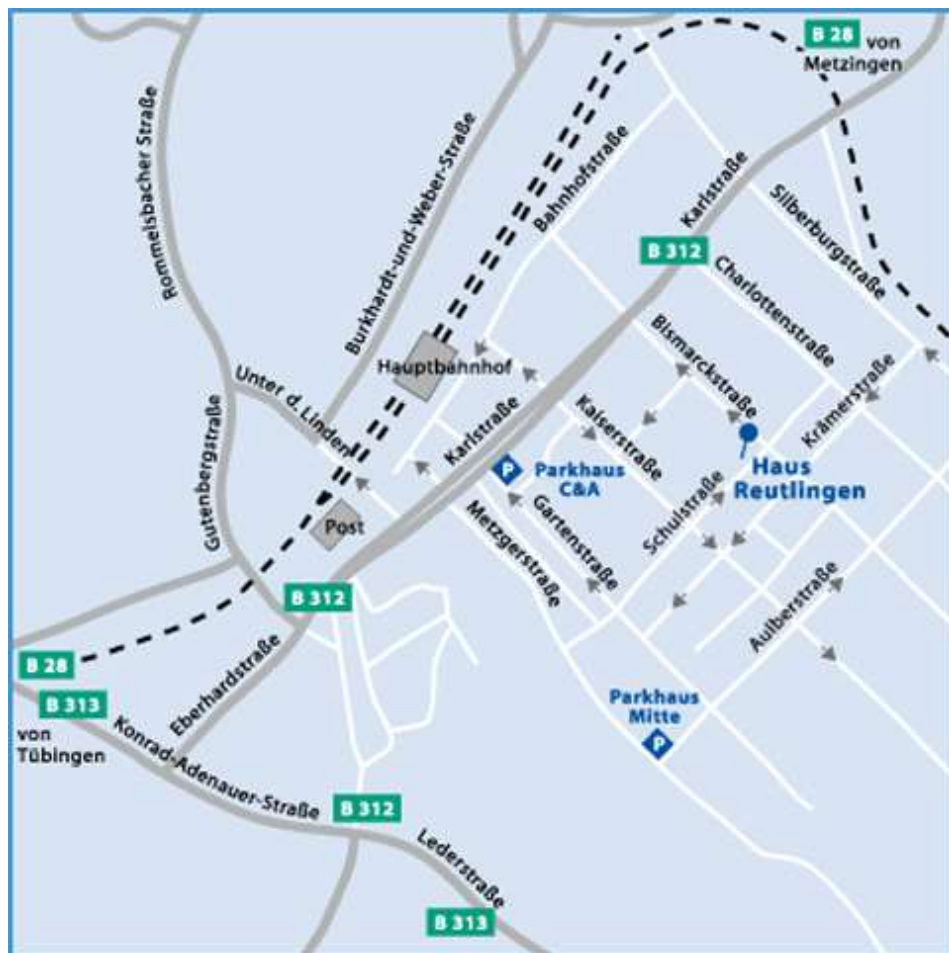 B 28
von
Metzingen
Rommelsbacher Straße
Burkhardt-und-Weber-Straße
Bahnhofstraße
Karlstraße
Silberburgstraße
B 312
Charlottenstraße
Bismarckstraße
Hauptbahnhof
Unter d. Linden
Karlstraße
Kaiserstraße
Krämerstraße
Gutenbergstraße
P
Parkhaus
C&A
Haus
Reutlingen
Post
Metzgerstraße
Gartenstraße
Schulstraße
B 312
Aulberstraße
B 28
B 313
von
Tübingen
Eberhardstraße
Parkhaus
Mitte
P
Konrad-Adenauer-Straße
B 312
Lederstraße
B 313